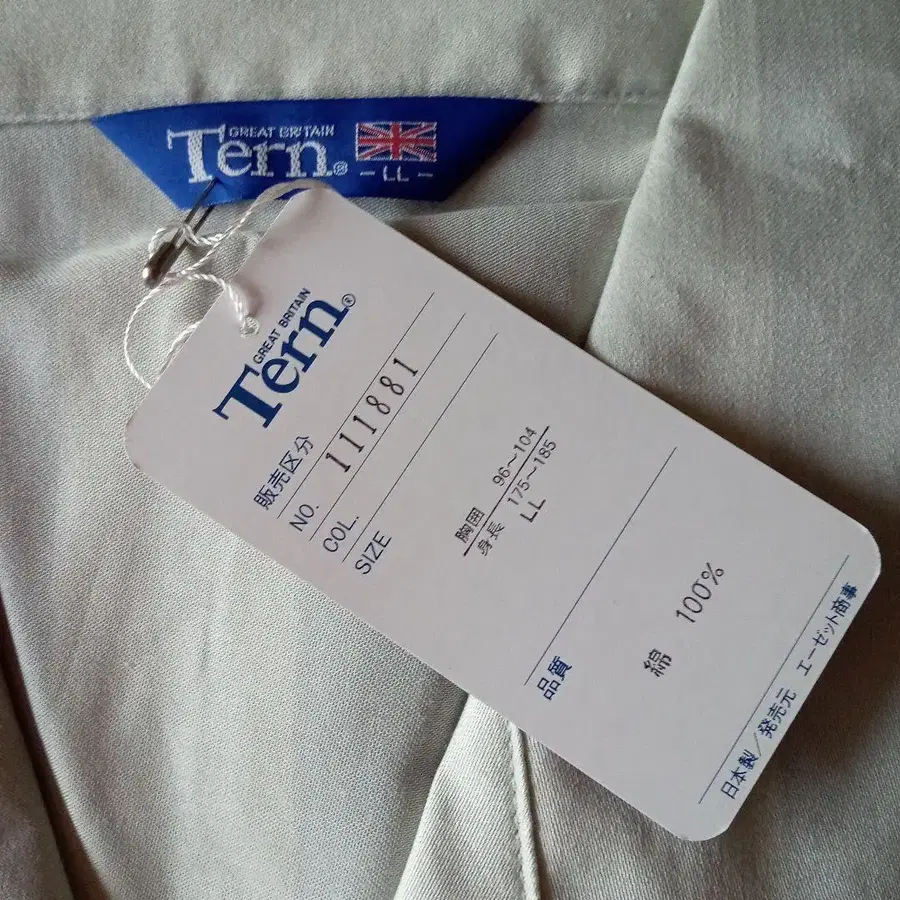 GREAT BRITAIN
Tern®
- LL -
GREAT BRITAIN
Tern®
販売区分
NO. 111881
COL.
SIZE
胸囲 96〜104
身長 175〜185
LL
品質
綿 100%
日本製/発売元 エーゼット商事